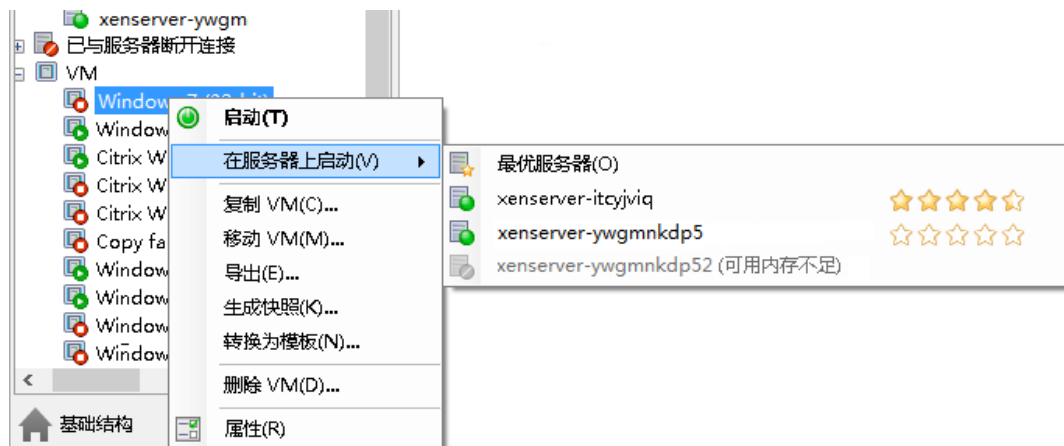 xenserver-ywgm
已与服务器断开连接
VM
Window
Window
Citrix W
Citrix W
Citrix W
Copy fa
Window
Window
Window
Window
基础结构
启动(T)
在服务器上启动(V)
复制 VM(C)...
移动 VM(M)...
导出(E)...
生成快照(K)...
转换为模板(N)...
删除 VM(D)...
属性(R)
最优服务器(O)
xenserver-itcyjviq
xenserver-ywgmnkdp5
xenserver-ywgmnkdp52 (可用内存不足)